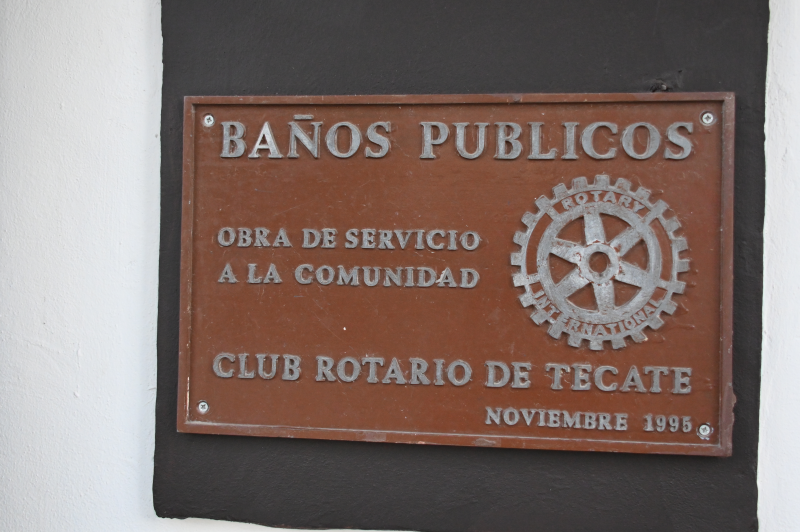 BAÑOS PUBLICOS
OBRA DE SERVICIO
A LA COMUNIDAD
ROTARY
INTERNATIONAL
CLUB ROTARIO DE TECATE
NOVIEMBRE 1995